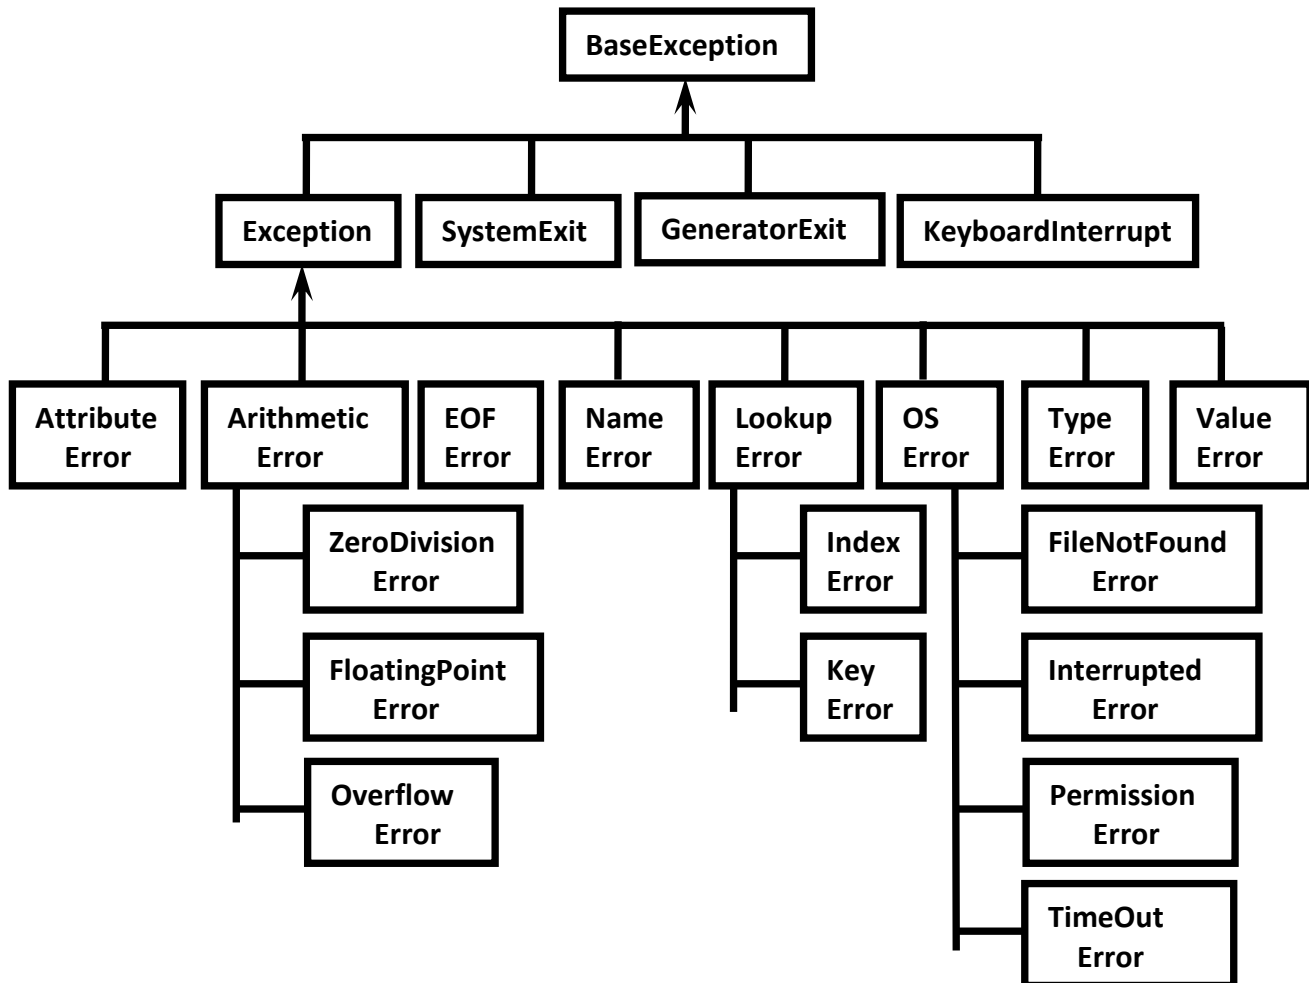 BaseException
Exception
SystemExit
GeneratorExit
KeyboardInterrupt
Attribute
Error
Arithmetic
Error
EOF
Error
Name
Error
Lookup
Error
OS
Error
Type
Error
Value
Error
ZeroDivision
Error
FloatingPoint
Error
Overflow
Error
Index
Error
Key
Error
FileNotFound
Error
Interrupted
Error
Permission
Error
TimeOut
Error